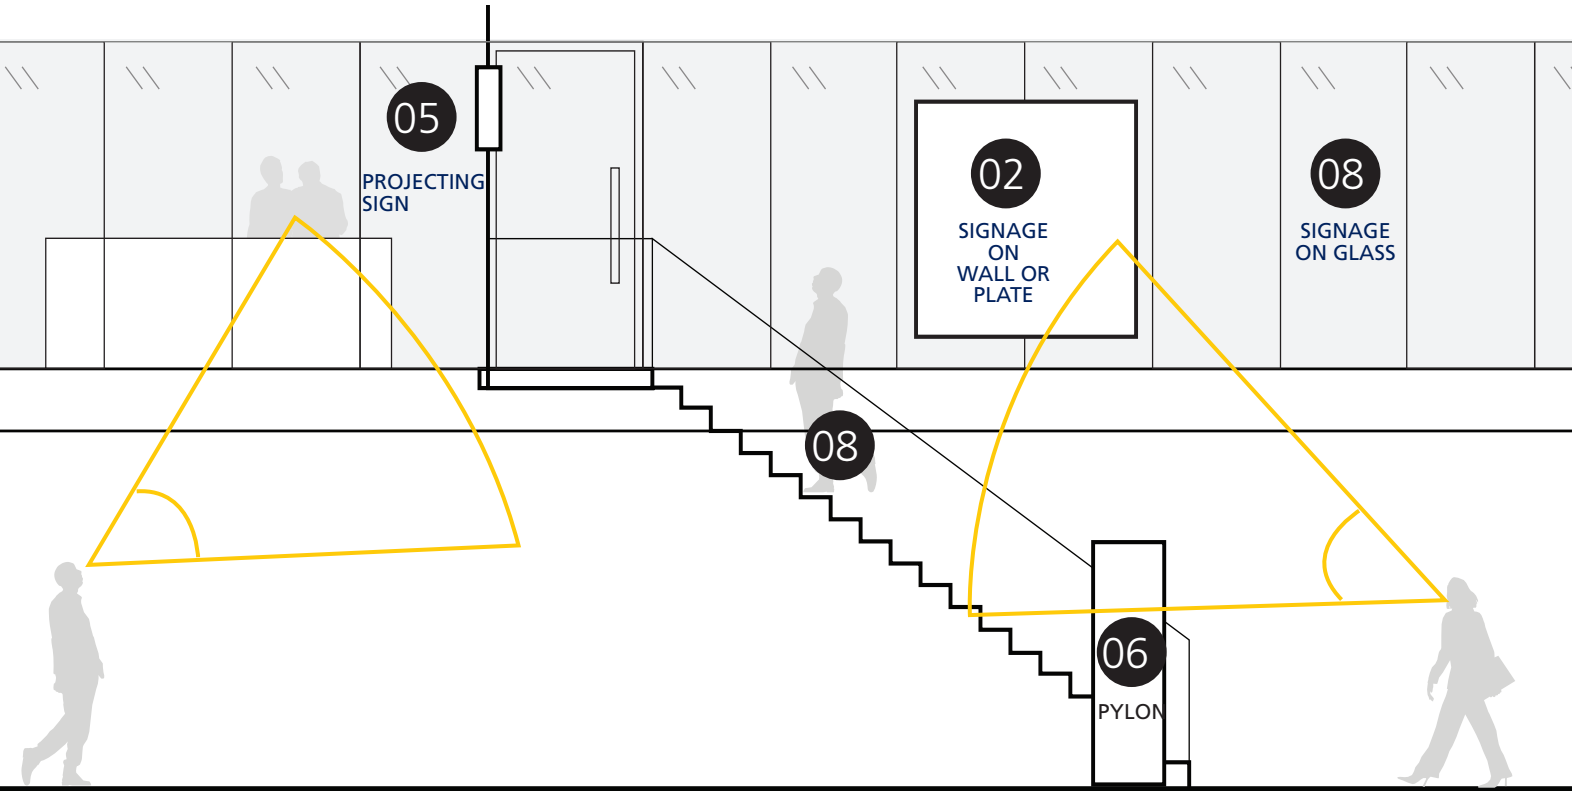 05
PROJECTING
SIGN
02
SIGNAGE
ON
WALL OR
PLATE
08
SIGNAGE
ON GLASS
08
06
PYLON